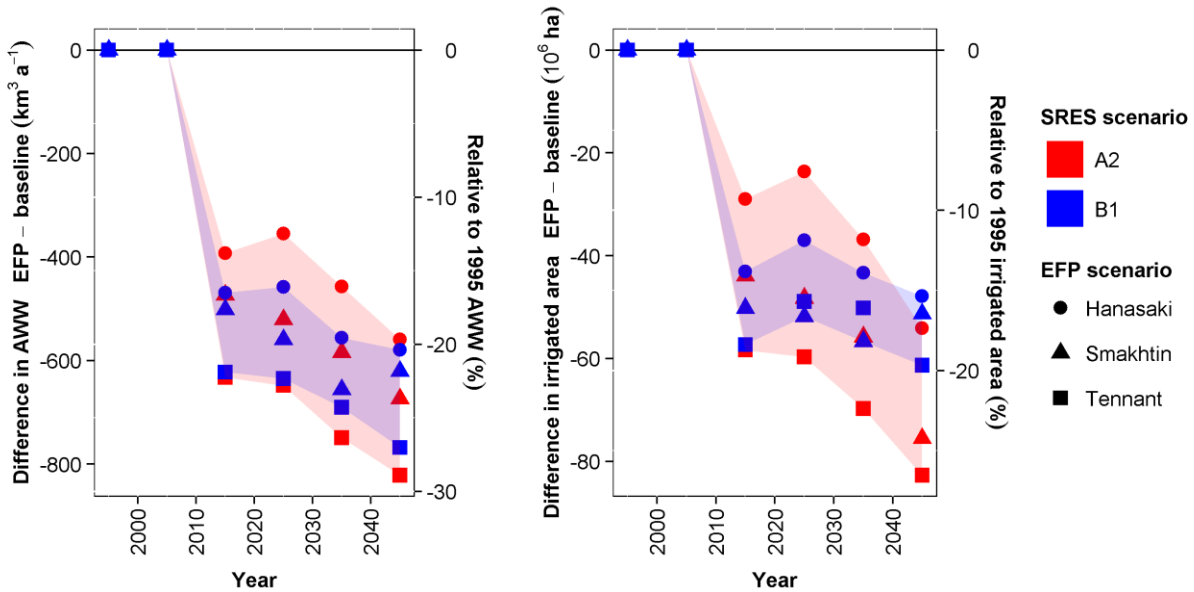 Difference in AWW EFP − baseline (km³ a⁻¹)
0
-200
-400
-600
-800
0
-10
-20
-30
Relative to 1995 AWW (%)
2000
2010
2020
2030
2040
Year
Difference in irrigated area EFP − baseline (10⁶ ha)
0
-20
-40
-60
-80
0
-10
-20
Relative to 1995 irrigated area (%)
2000
2010
2020
2030
2040
Year
SRES scenario
A2
B1
EFP scenario
Hanasaki
Smakhtin
Tennant